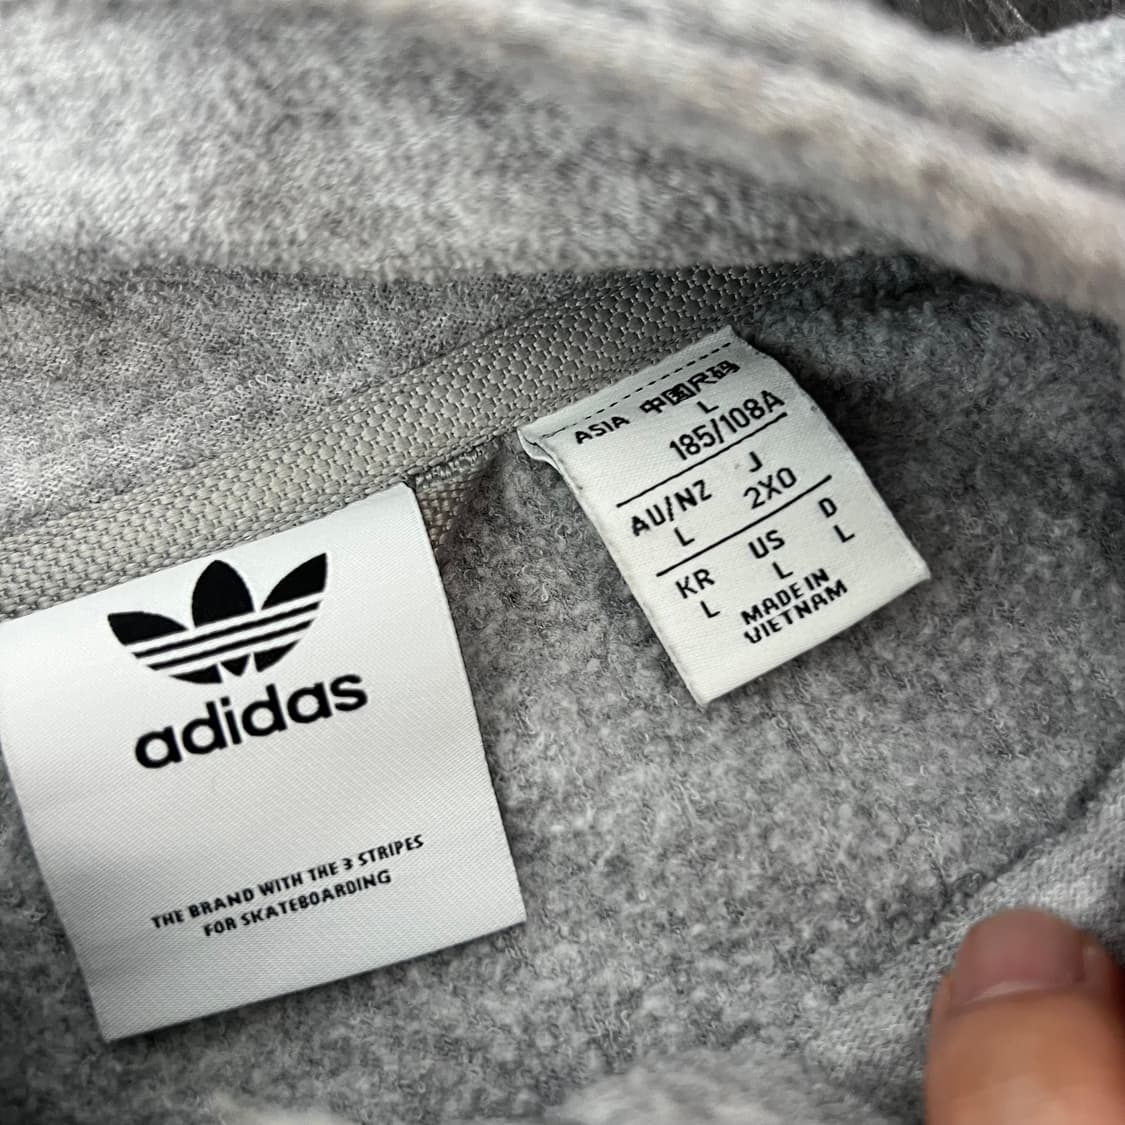 adidas
THE BRAND WITH THE 3 STRIPES
FOR SKATEBOARDING
ASIA 中国尺码
L
185/108A
AU/NZ J
L 2XO
KR US D
L L L
MADE IN
VIETNAM